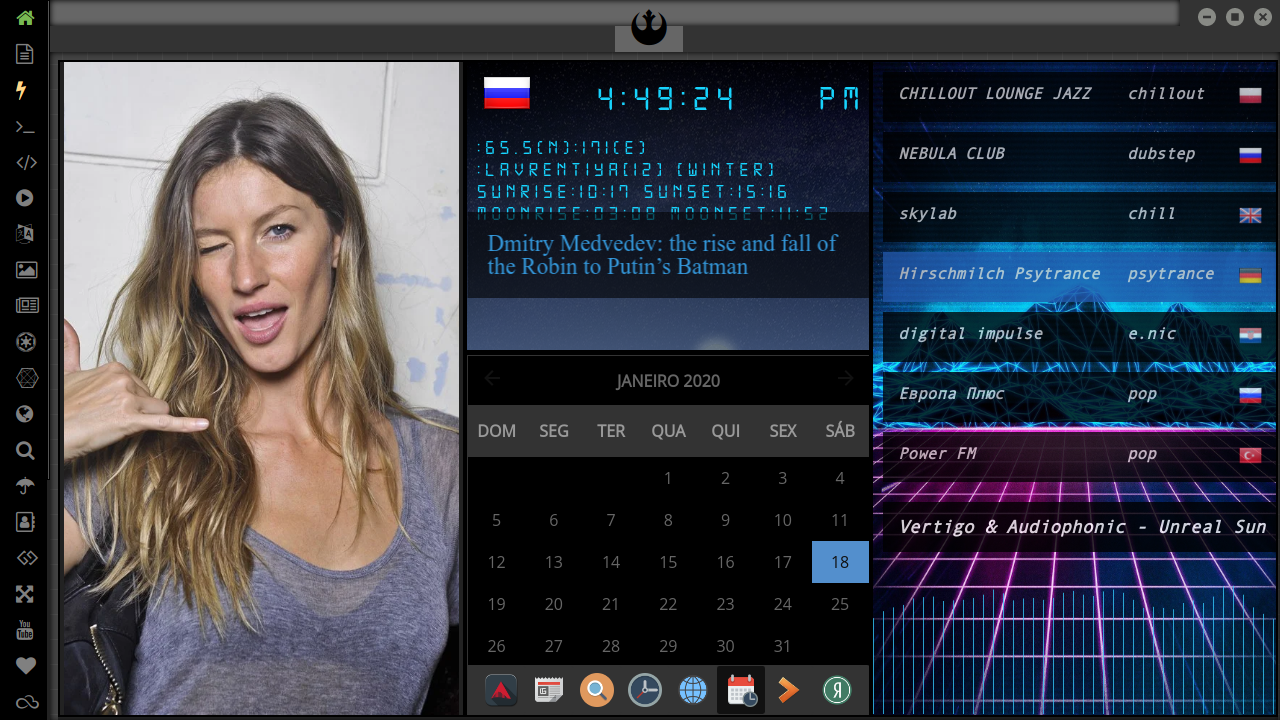 4:49:24 PM
:65.5(N):171(E)
:LAVRENTIYA(12) (WINTER)
SUNRISE:10:17 SUNSET:15:16
MOONRISE:03:08 MOONSET:11:52
Dmitry Medvedev: the rise and fall of
the Robin to Putin’s Batman
JANEIRO 2020
DOM SEG TER QUA QUI SEX SÁB
1 2 3 4
5 6 7 8 9 10 11
12 13 14 15 16 17 18
19 20 21 22 23 24 25
26 27 28 29 30 31
CHILLOUT LOUNGE JAZZ chillout
NEBULA CLUB dubstep
skylab chill
Hirschmilch Psytrance psytrance
digital impulse e.nic
Европа Плюс pop
Power FM pop
Vertigo & Audiophonic - Unreal Sun
You
Tube
Я